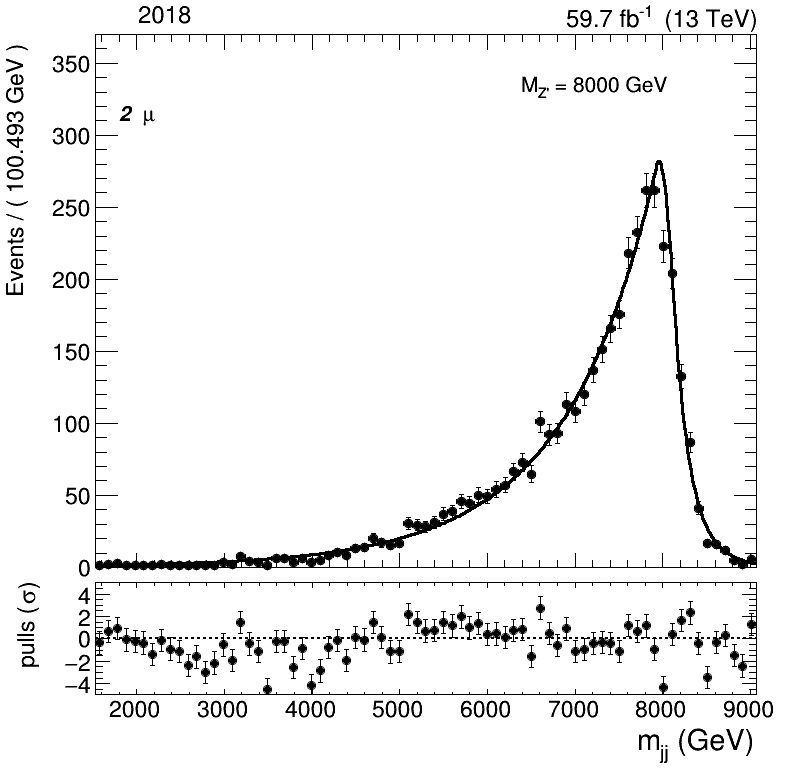 2018 59.7 fb⁻¹ (13 TeV)
Events / ( 100.493 GeV )
350
300
250
200
150
100
50
0
M_Z' = 8000 GeV
2 μ
pulls (σ)
4
2
0
−2
−4
2000 3000 4000 5000 6000 7000 8000 9000
m_jj (GeV)